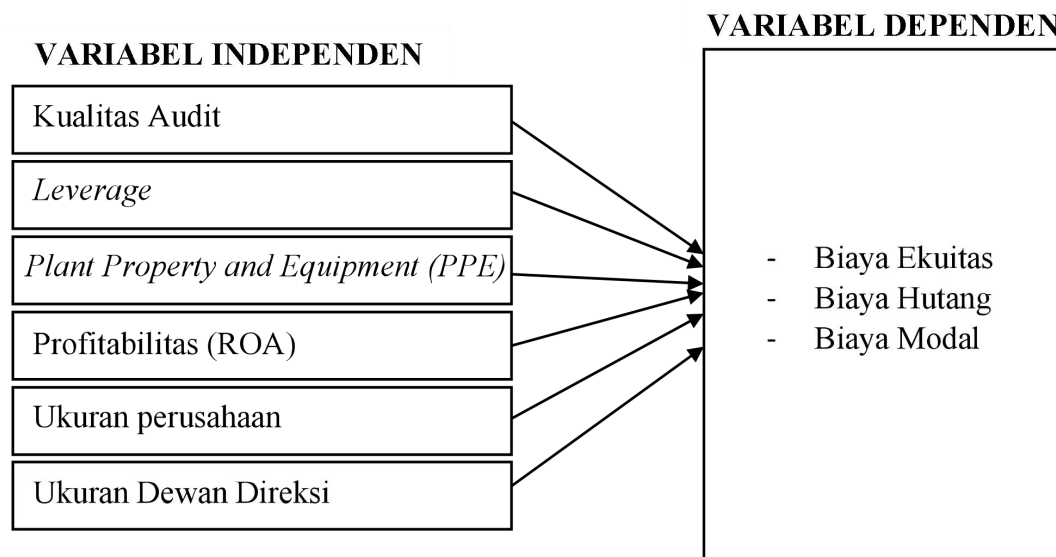 VARIABEL INDEPENDEN
Kualitas Audit
Leverage
Plant Property and Equipment (PPE)
Profitabilitas (ROA)
Ukuran perusahaan
Ukuran Dewan Direksi
VARIABEL DEPENDEN
- Biaya Ekuitas
- Biaya Hutang
- Biaya Modal